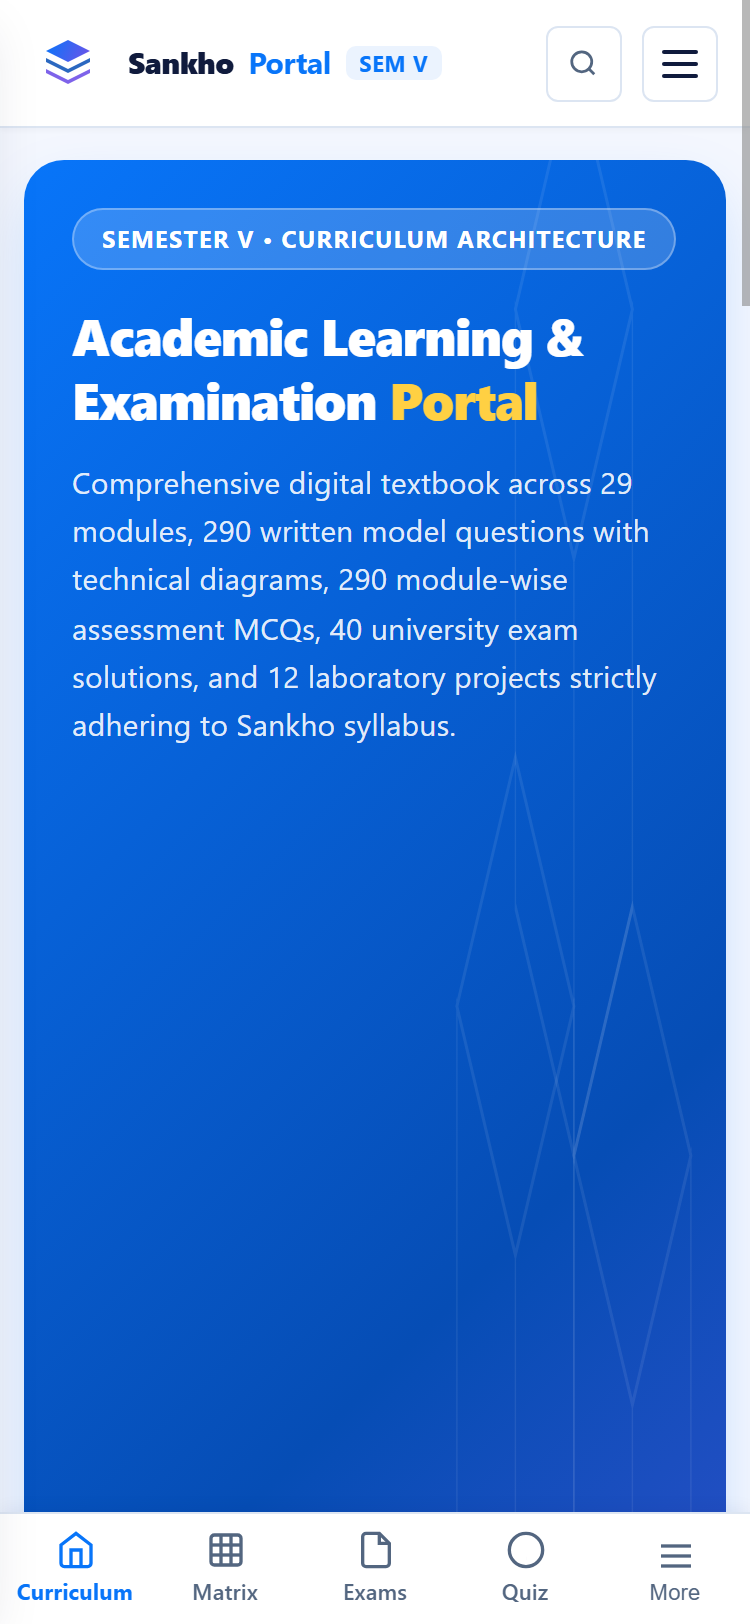 Sankho Portal SEM V
SEMESTER V • CURRICULUM ARCHITECTURE
Academic Learning &
Examination Portal
Comprehensive digital textbook across 29
modules, 290 written model questions with
technical diagrams, 290 module-wise
assessment MCQs, 40 university exam
solutions, and 12 laboratory projects strictly
adhering to Sankho syllabus.
Curriculum Matrix Exams Quiz More